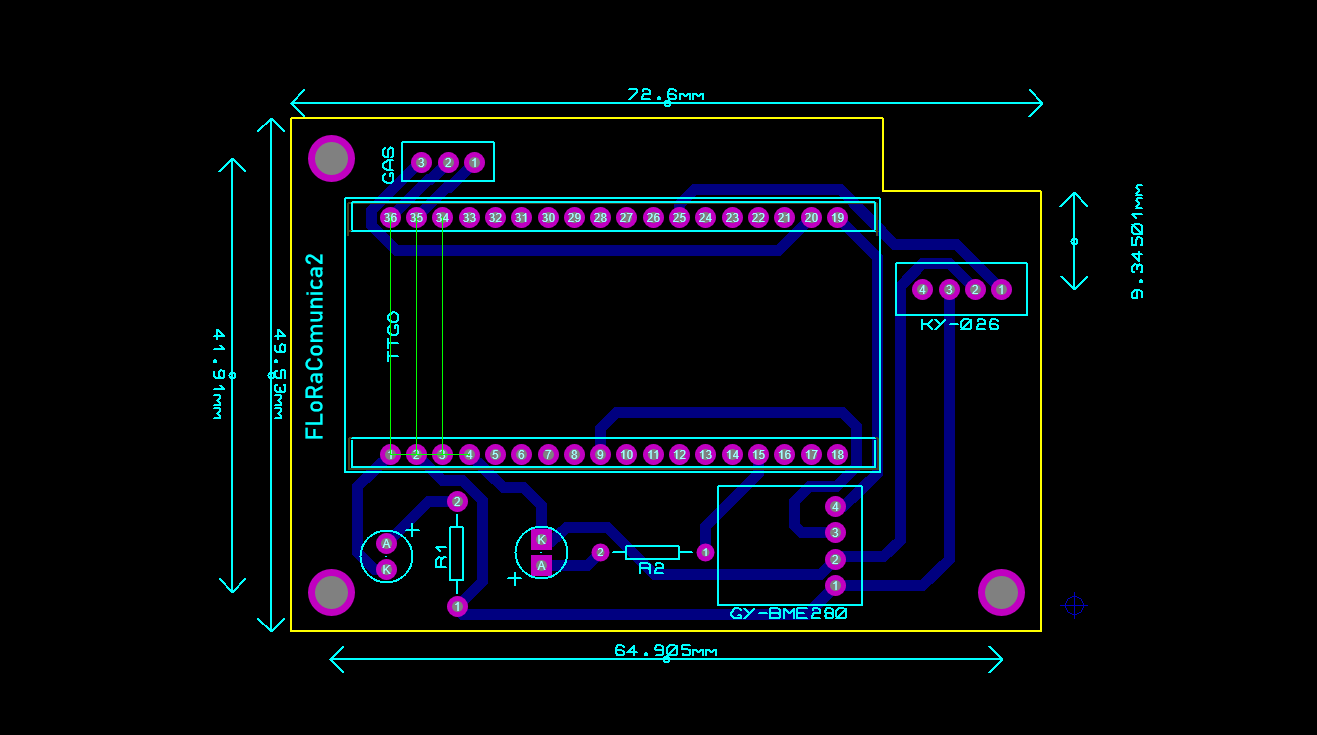 72.6mm
GAS
3 2 1
36 35 34 33 32 31 30 29 28 27 26 25 24 23 22 21 20 19
9.34501mm
4 3 2 1
KY-026
FLoRaComunica2
TTGO
41.91mm
49.53mm
1 2 3 4 5 6 7 8 9 10 11 12 13 14 15 16 17 18
2
R1
1
A
K
+
K
A
+
2
R2
1
4
3
2
1
GY-BME280
64.905mm